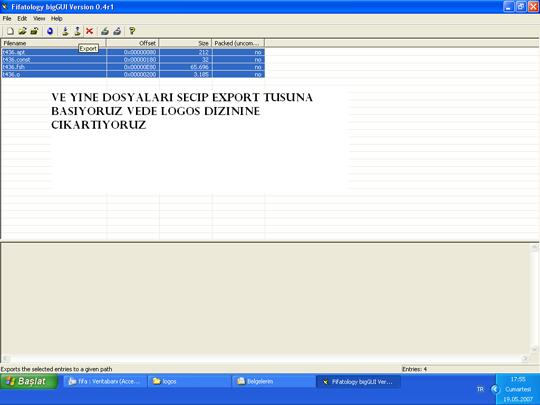 Fifatology bigGUI Version 0.4r1
File Edit View Help
Filename Offset Size Packed (uncom...
Export
t436.apt 0x00000080 212 no
t436.const 0x00000180 32 no
t436.fsh 0x00000E80 65.696 no
t436.o 0x00000200 3.185 no
VE YINE DOSYALARI SECIP EXPORT TUSUNA
BASIYORUZ VEDE LOGOS DIZININE
CIKARTIYORUZ
Exports the selected entries to a given path Entries: 4
Başlat fifa : Veritabanı (Acce... logos Belgelerim Fifatology bigGUI Ver... TR 17:55
Cumartesi
19.05.2007